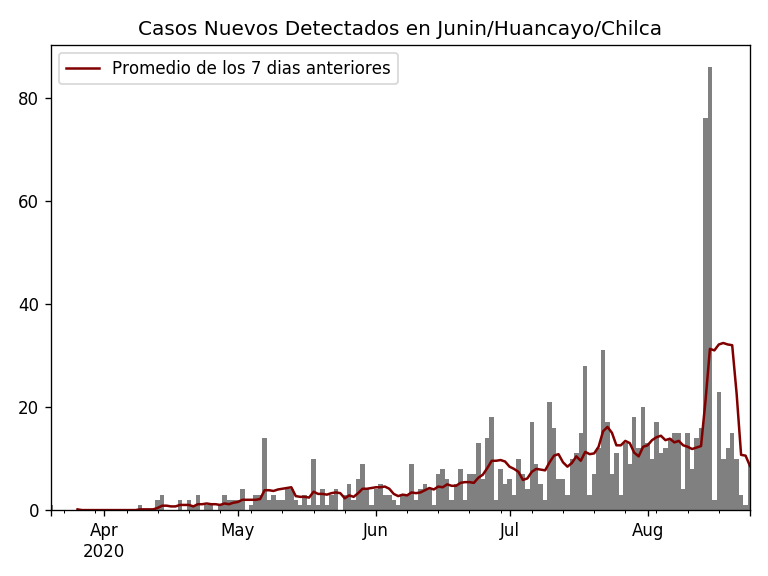 Casos Nuevos Detectados en Junin/Huancayo/Chilca
Promedio de los 7 dias anteriores
80
60
40
20
0
Apr May Jun Jul Aug
2020